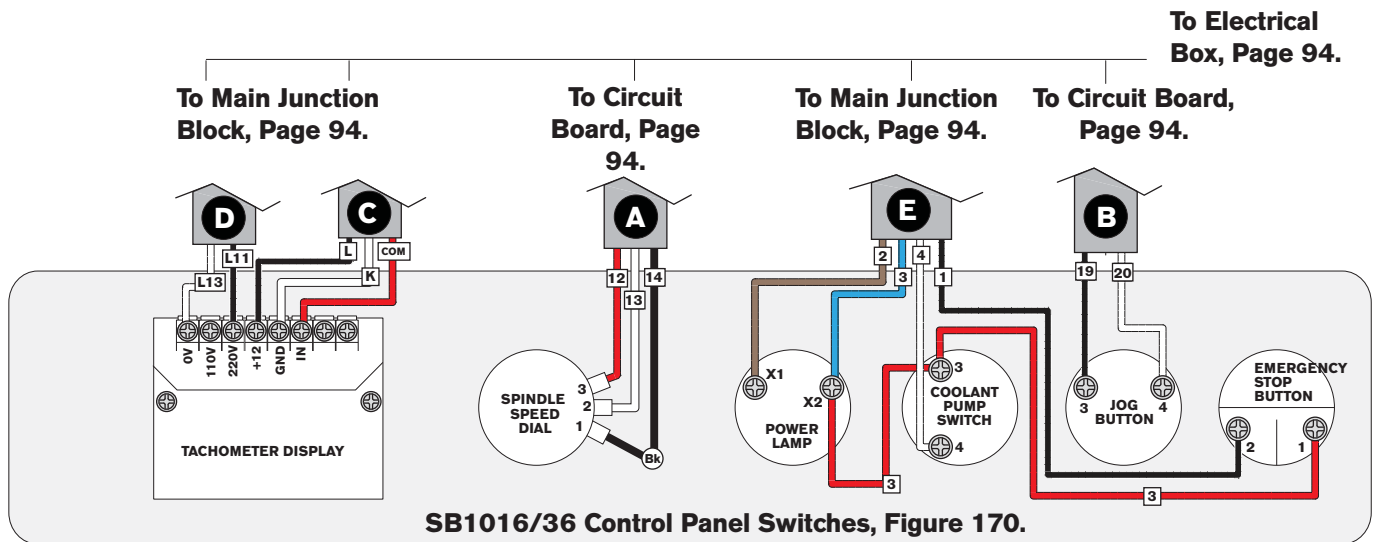 To Electrical
Box, Page 94.
To Main Junction
Block, Page 94.
To Circuit
Board, Page
94.
To Main Junction
Block, Page 94.
To Circuit Board,
Page 94.
D
C
A
E
B
L
COM
L11
K
L13
12
14
13
2
3
4
1
19
20
0V
110V
220V
+12
GND
IN
TACHOMETER DISPLAY
SPINDLE
SPEED
DIAL
3
2
1
Bk
X1
X2
POWER
LAMP
3
3
COOLANT
PUMP
SWITCH
4
3
4
JOG
BUTTON
EMERGENCY
STOP
BUTTON
2
1
3
SB1016/36 Control Panel Switches, Figure 170.